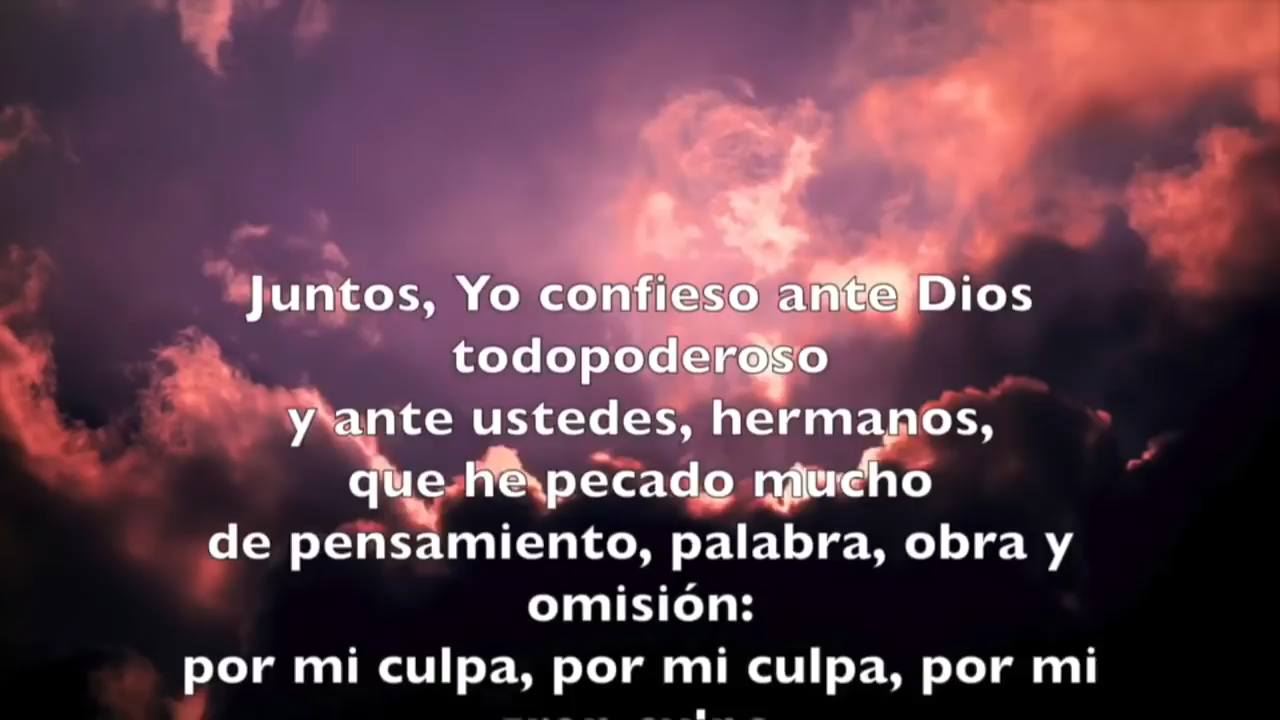 Juntos, Yo confieso ante Dios
todopoderoso
y ante ustedes, hermanos,
que he pecado mucho
de pensamiento, palabra, obra y
omisión:
por mi culpa, por mi culpa, por mi